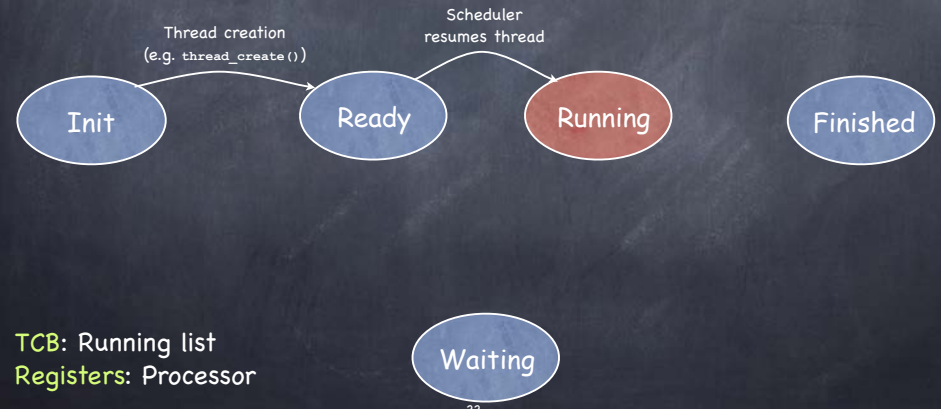 Thread creation
(e.g. thread_create())
Scheduler
resumes thread
Init
Ready
Running
Finished
Waiting
TCB: Running list
Registers: Processor